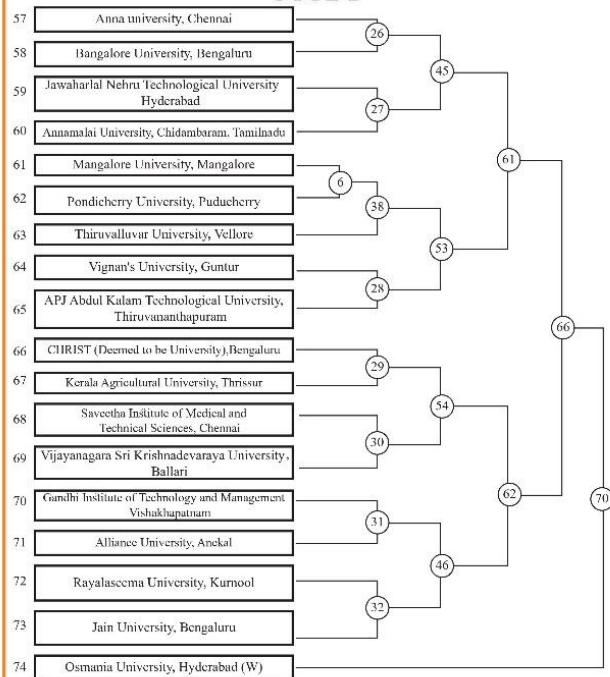 57 Anna university, Chennai
58 Bangalore University, Bengaluru
59 Jawaharlal Nehru Technological University
Hyderabad
60 Annamalai University, Chidambaram. Tamilnadu
61 Mangalore University, Mangalore
62 Pondicherry University, Puducherry
63 Thiruvalluvar University, Vellore
64 Vignan's University, Guntur
65 APJ Abdul Kalam Technological University,
Thiruvananthapuram
66 CHRIST (Deemed to be University),Bengaluru
67 Kerala Agricultural University, Thrissur
68 Saveetha Institute of Medical and
Technical Sciences, Chennai
69 Vijayanagara Sri Krishnadevaraya University,
Ballari
70 Gandhi Institute of Technology and Management
Vishakhapatnam
71 Alliance University, Anekal
72 Rayalaseema University, Kurnool
73 Jain University, Bengaluru
74 Osmania University, Hyderabad (W)
6
26
27
38
28
29
30
31
32
45
53
54
46
61
62
66
70